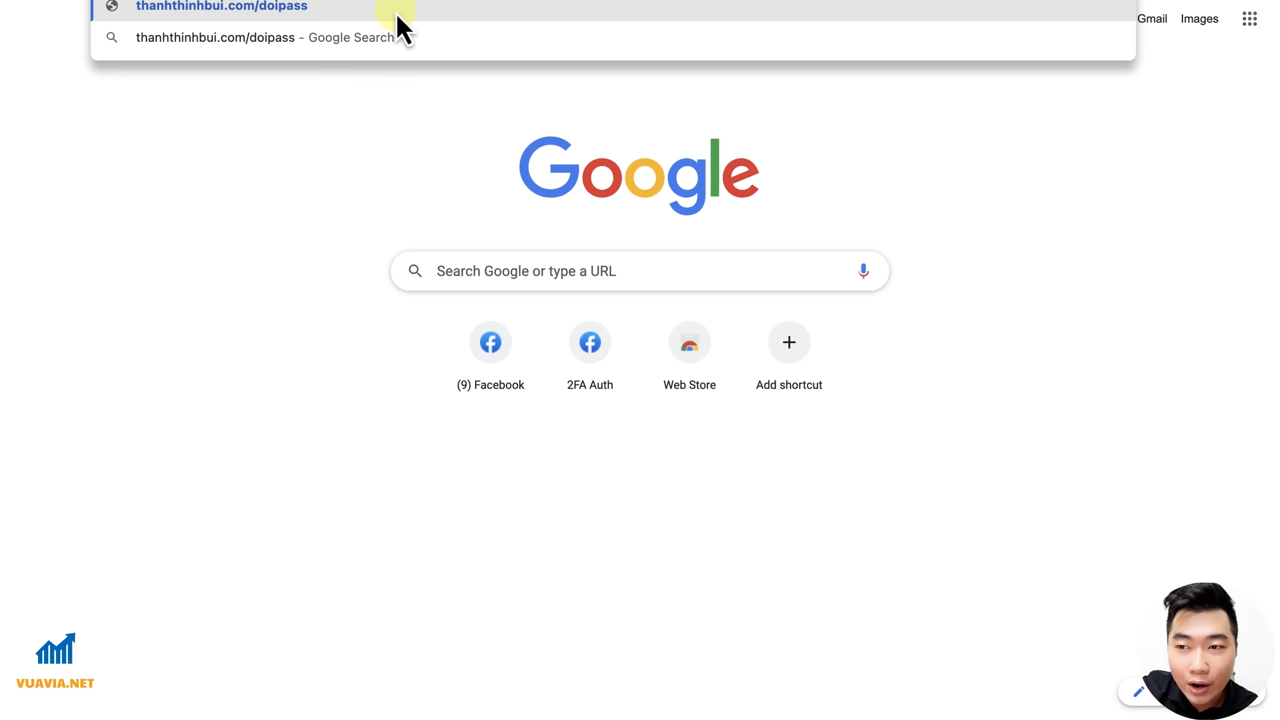 thanhthinhbui.com/doipass
Gmail Images
thanhthinhbui.com/doipass - Google Search
Google
Search Google or type a URL
(9) Facebook
2FA Auth
Web Store
Add shortcut
VUAVIA.NET